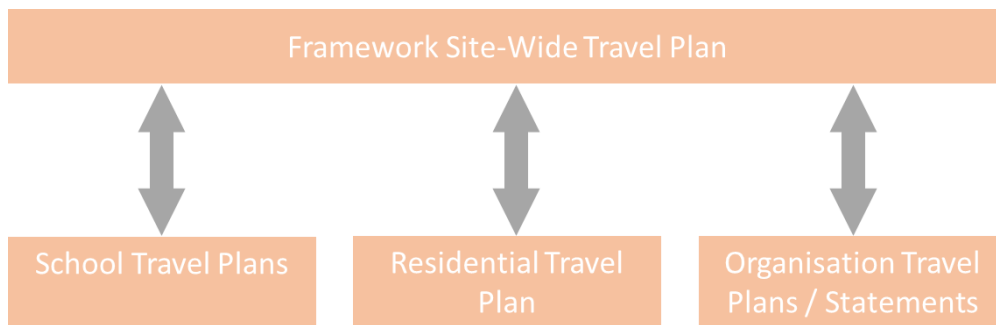 Framework Site-Wide Travel Plan
School Travel Plans
Residential Travel
Plan
Organisation Travel
Plans / Statements